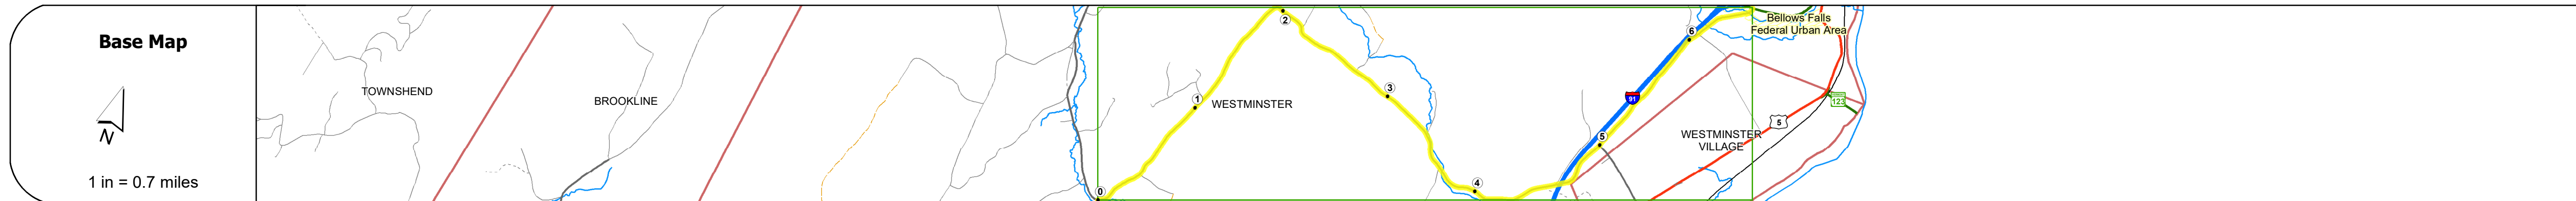 Base Map
N
1 in = 0.7 miles
TOWNSHEND
BROOKLINE
WESTMINSTER
0
1
2
3
4
5
6
91
Bellows Falls
Federal Urban Area
123
5
WESTMINSTER
VILLAGE